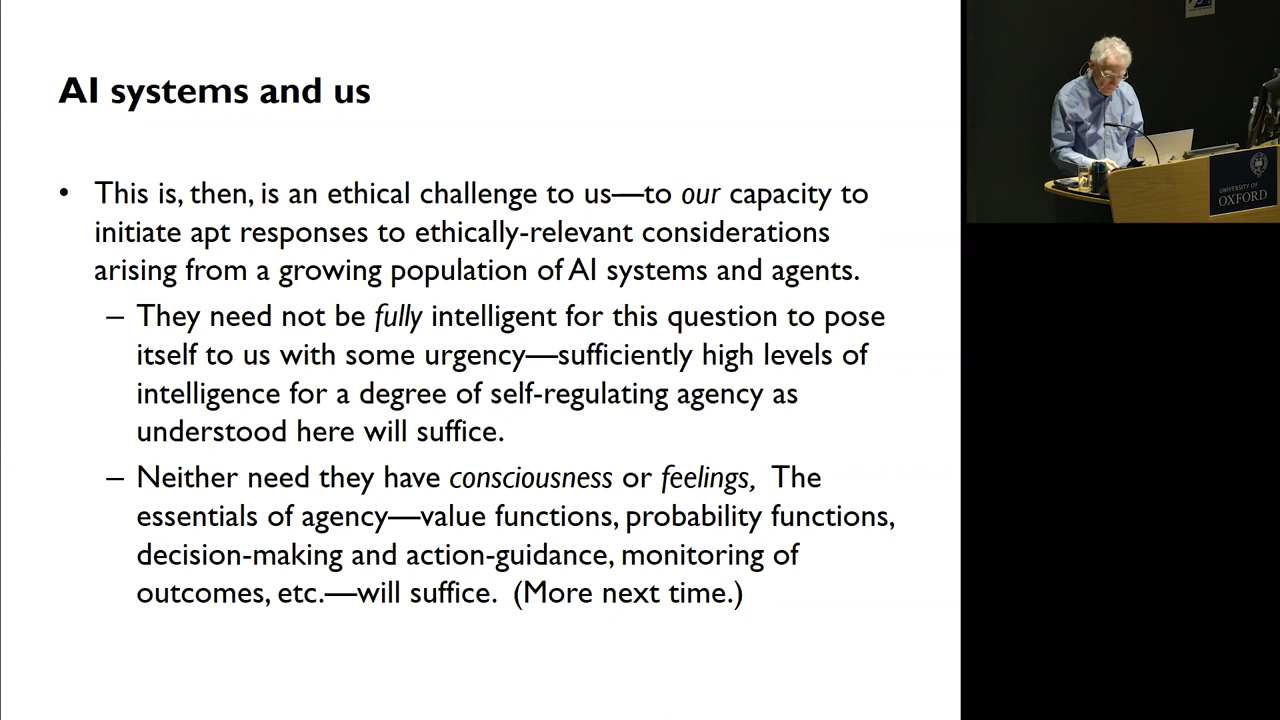 AI systems and us
• This is, then, is an ethical challenge to us—to our capacity to
initiate apt responses to ethically-relevant considerations
arising from a growing population of AI systems and agents.
– They need not be fully intelligent for this question to pose
itself to us with some urgency—sufficiently high levels of
intelligence for a degree of self-regulating agency as
understood here will suffice.
– Neither need they have consciousness or feelings,  The
essentials of agency—value functions, probability functions,
decision-making and action-guidance, monitoring of
outcomes, etc.—will suffice.  (More next time.)
UNIVERSITY OF
OXFORD